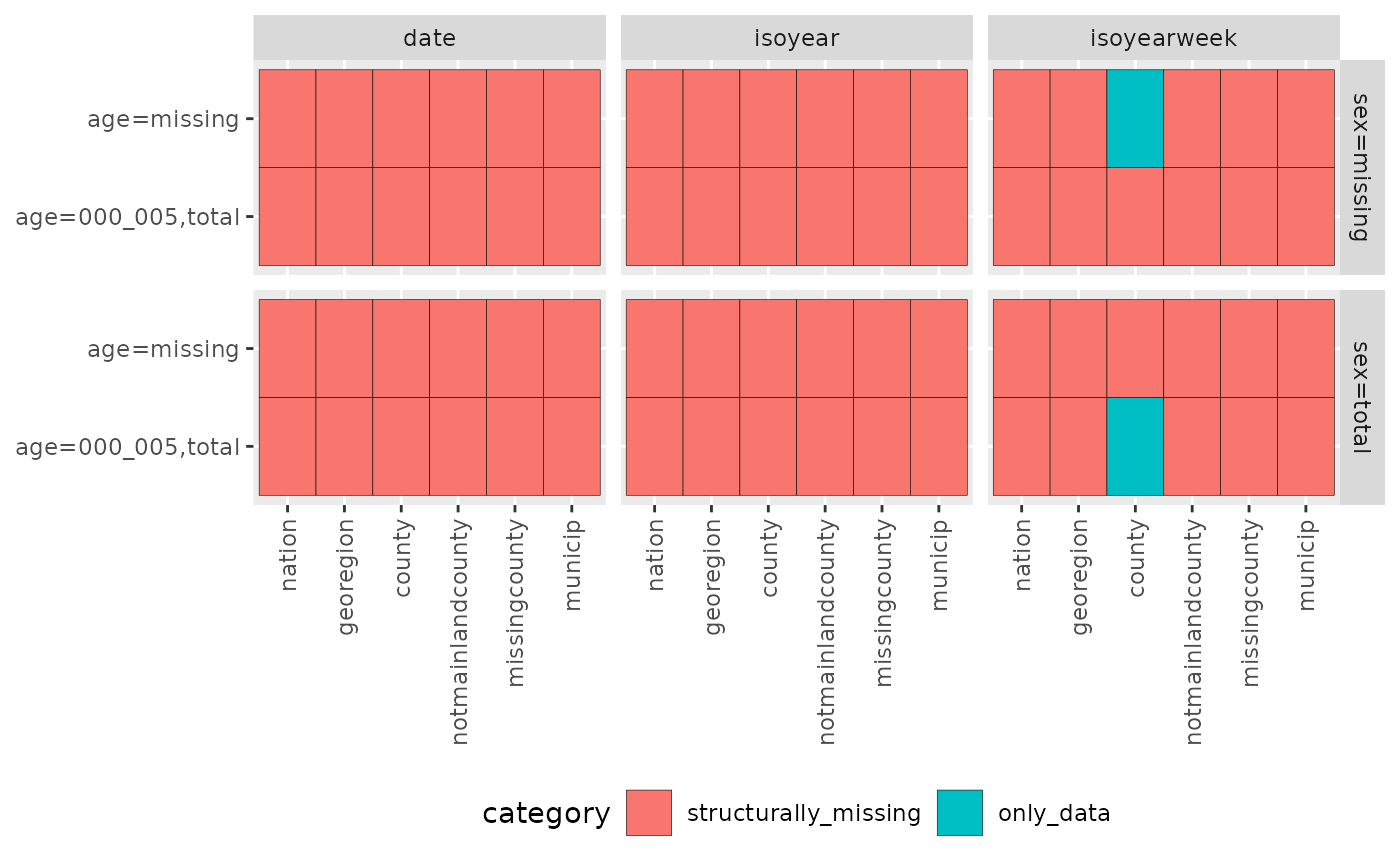 date isoyear isoyearweek
age=missing
age=000_005,total
sex=missing
age=missing
age=000_005,total
sex=total
nation georegion county notmainlandcounty missingcounty municip nation georegion county notmainlandcounty missingcounty municip nation georegion county notmainlandcounty missingcounty municip
category structurally_missing only_data